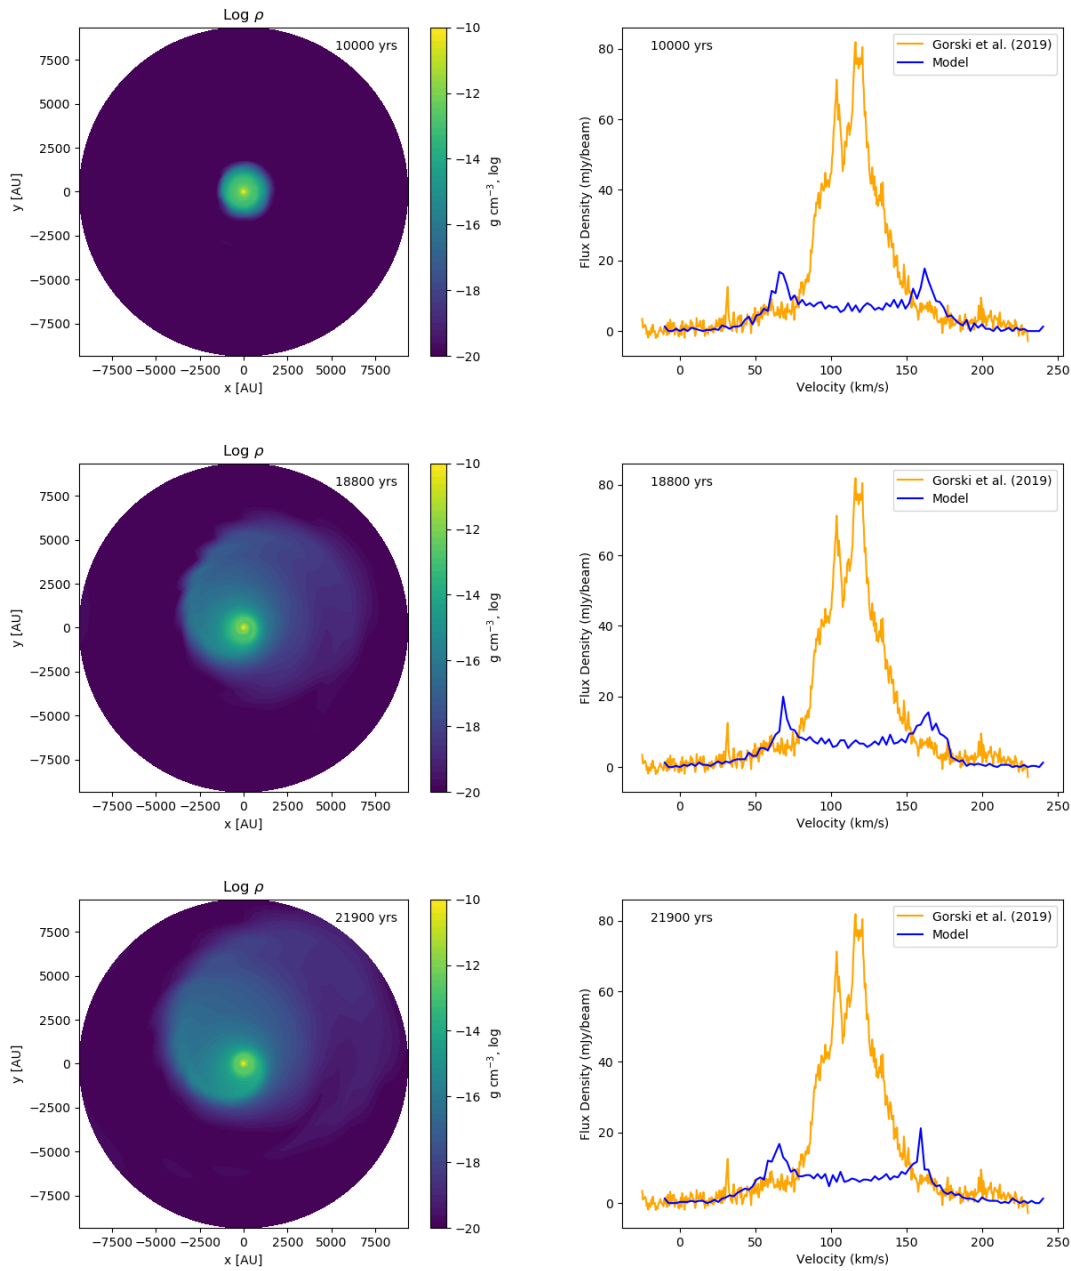 Log ρ
10000 yrs
7500
5000
2500
0
−2500
−5000
−7500
y [AU]
−7500 −5000 −2500 0 2500 5000 7500
x [AU]
−10
−12
−14
−16
−18
−20
g cm⁻³, log
10000 yrs
Gorski et al. (2019)
Model
80
60
40
20
0
Flux Density (mJy/beam)
0 50 100 150 200 250
Velocity (km/s)
Log ρ
18800 yrs
7500
5000
2500
0
−2500
−5000
−7500
y [AU]
−7500 −5000 −2500 0 2500 5000 7500
x [AU]
−10
−12
−14
−16
−18
−20
g cm⁻³, log
18800 yrs
Gorski et al. (2019)
Model
80
60
40
20
0
Flux Density (mJy/beam)
0 50 100 150 200 250
Velocity (km/s)
Log ρ
21900 yrs
7500
5000
2500
0
−2500
−5000
−7500
y [AU]
−7500 −5000 −2500 0 2500 5000 7500
x [AU]
−10
−12
−14
−16
−18
−20
g cm⁻³, log
21900 yrs
Gorski et al. (2019)
Model
80
60
40
20
0
Flux Density (mJy/beam)
0 50 100 150 200 250
Velocity (km/s)